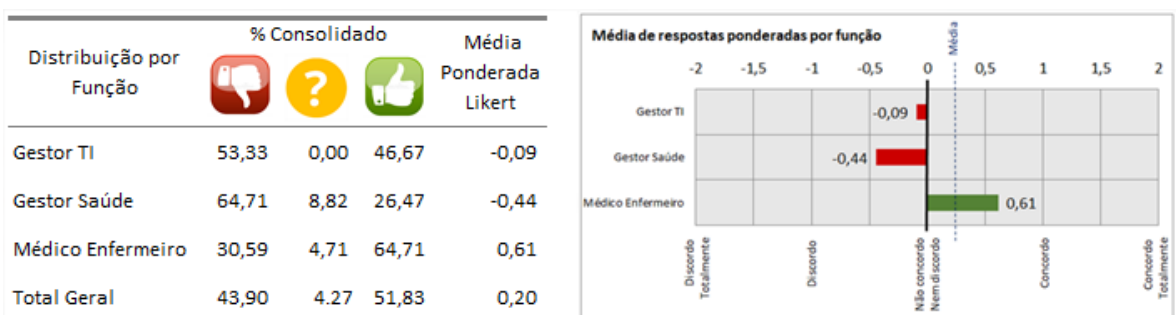 Distribuição por
Função
% Consolidado
?
Média
Ponderada
Likert
Gestor TI 53,33 0,00 46,67 -0,09
Gestor Saúde 64,71 8,82 26,47 -0,44
Médico Enfermeiro 30,59 4,71 64,71 0,61
Total Geral 43,90 4.27 51,83 0,20
Média de respostas ponderadas por função
Média
-2 -1,5 -1 -0,5 0 0,5 1 1,5 2
Gestor TI
-0,09
Gestor Saúde
-0,44
Médico Enfermeiro
0,61
Discordo
Totalmente
Discordo
Não concordo
Nem discordo
Concordo
Concordo
Totalmente